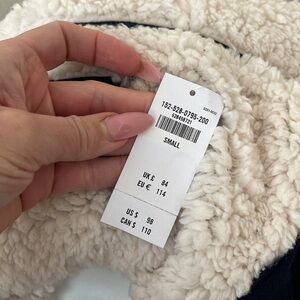 152-528-0795-200
SMALL
UK £ 84
EU € 114
US $ 98
CAN $ 110